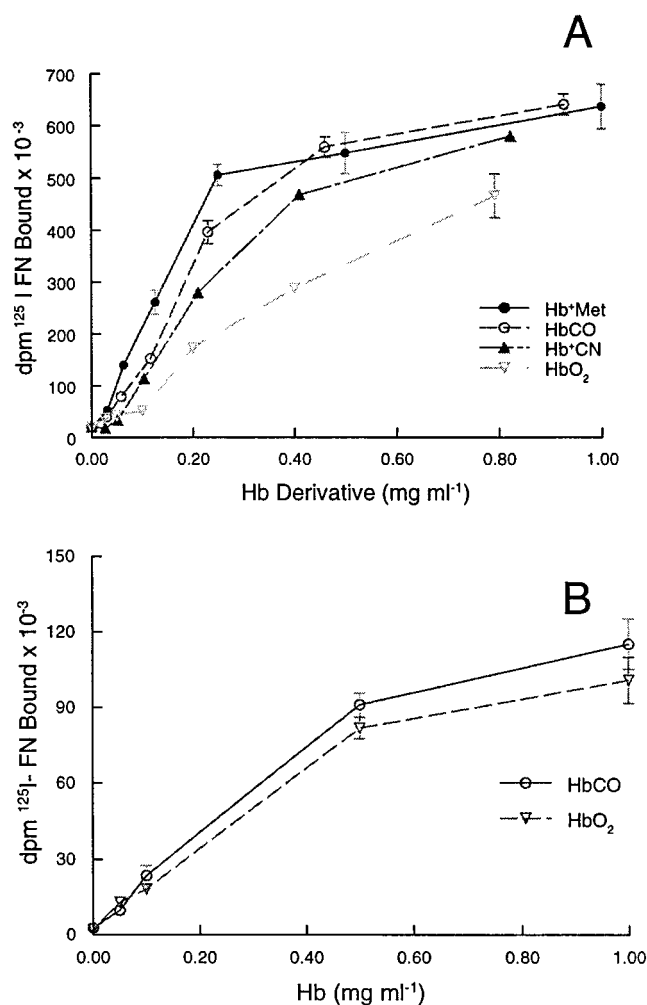 A
dpm ¹²⁵ I FN Bound x 10⁻³
700
600
500
400
300
200
100
0
0.00 0.20 0.40 0.60 0.80 1.00
Hb Derivative (mg ml⁻¹)
Hb⁺Met
HbCO
Hb⁺CN
HbO₂
B
dpm ¹²⁵I- FN Bound x 10⁻³
150
120
90
60
30
0
0.00 0.20 0.40 0.60 0.80 1.00
Hb (mg ml⁻¹)
HbCO
HbO₂